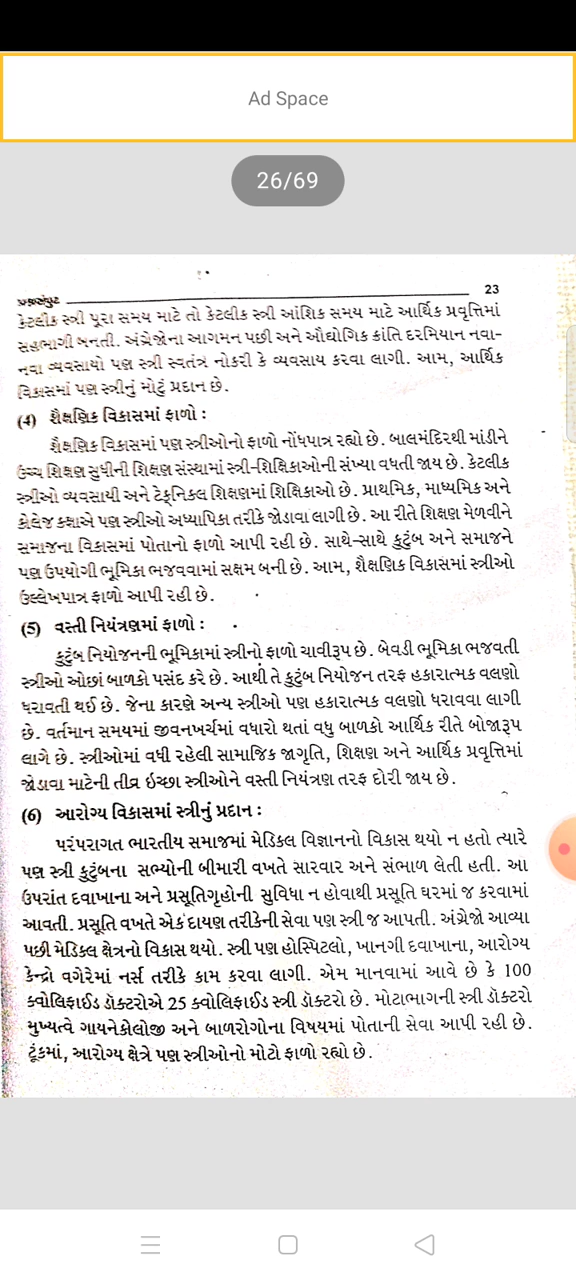 Ad Space
26/69
પ્રશ્નસંપુટ 23
કેટલીક સ્ત્રી પૂરા સમય માટે તો કેટલીક સ્ત્રી આંશિક સમય માટે આર્થિક પ્રવૃત્તિમાં
સહભાગી બનતી. અંગ્રેજોના આગમન પછી અને ઔદ્યોગિક ક્રાંતિ દરમિયાન નવા-
નવા વ્યવસાયો પણ સ્ત્રી સ્વતંત્ર નોકરી કે વ્યવસાય કરવા લાગી. આમ, આર્થિક
વિકાસમાં પણ સ્ત્રીનું મોટું પ્રદાન છે.
(4) શૈક્ષણિક વિકાસમાં ફાળો :
શૈક્ષણિક વિકાસમાં પણ સ્ત્રીઓનો ફાળો નોંધપાત્ર રહ્યો છે. બાલમંદિરથી માંડીને
ઉચ્ચ શિક્ષણ સુધીની શિક્ષણ સંસ્થામાં સ્ત્રી-શિક્ષિકાઓની સંખ્યા વધતી જાય છે. કેટલીક
સ્ત્રીઓ વ્યવસાયી અને ટેક્નિકલ શિક્ષણમાં શિક્ષિકાઓ છે. પ્રાથમિક, માધ્યમિક અને
કોલેજ કક્ષાએ પણ સ્ત્રીઓ અધ્યાપિકા તરીકે જોડાવા લાગી છે. આ રીતે શિક્ષણ મેળવીને
સમાજના વિકાસમાં પોતાનો ફાળો આપી રહી છે. સાથે-સાથે કુટુંબ અને સમાજને
પણ ઉપયોગી ભૂમિકા ભજવવામાં સક્ષમ બની છે. આમ, શૈક્ષણિક વિકાસમાં સ્ત્રીઓ
ઉલ્લેખપાત્ર ફાળો આપી રહી છે.
(5) વસ્તી નિયંત્રણમાં ફાળો :
કુટુંબ નિયોજનની ભૂમિકામાં સ્ત્રીનો ફાળો ચાવીરૂપ છે. બેવડી ભૂમિકા ભજવતી
સ્ત્રીઓ ઓછાં બાળકો પસંદ કરે છે. આથી તે કુટુંબ નિયોજન તરફ હકારાત્મક વલણો
ધરાવતી થઈ છે. જેના કારણે અન્ય સ્ત્રીઓ પણ હકારાત્મક વલણો ધરાવવા લાગી
છે. વર્તમાન સમયમાં જીવનખર્ચમાં વધારો થતાં વધુ બાળકો આર્થિક રીતે બોજારૂપ
લાગે છે. સ્ત્રીઓમાં વધી રહેલી સામાજિક જાગૃતિ, શિક્ષણ અને આર્થિક પ્રવૃત્તિમાં
જોડાવા માટેની તીવ્ર ઇચ્છા સ્ત્રીઓને વસ્તી નિયંત્રણ તરફ દોરી જાય છે.
(6) આરોગ્ય વિકાસમાં સ્ત્રીનું પ્રદાન :
પરંપરાગત ભારતીય સમાજમાં મેડિકલ વિજ્ઞાનનો વિકાસ થયો ન હતો ત્યારે
પણ સ્ત્રી કુટુંબના સભ્યોની બીમારી વખતે સારવાર અને સંભાળ લેતી હતી. આ
ઉપરાંત દવાખાના અને પ્રસૂતિગૃહોની સુવિધા ન હોવાથી પ્રસૂતિ ઘરમાં જ કરવામાં
આવતી. પ્રસૂતિ વખતે એક દાયણ તરીકેની સેવા પણ સ્ત્રી જ આપતી. અંગ્રેજો આવ્યા
પછી મેડિકલ ક્ષેત્રનો વિકાસ થયો. સ્ત્રી પણ હોસ્પિટલો, ખાનગી દવાખાના, આરોગ્ય
કેન્દ્રો વગેરેમાં નર્સ તરીકે કામ કરવા લાગી. એમ માનવામાં આવે છે કે 100
ક્વોલિફાઈડ ડૉક્ટરોએ 25 ક્વોલિફાઈડ સ્ત્રી ડૉક્ટરો છે. મોટાભાગની સ્ત્રી ડૉક્ટરો
મુખ્યત્વે ગાયનેકોલોજી અને બાળરોગોના વિષયમાં પોતાની સેવા આપી રહી છે.
ટૂંકમાં, આરોગ્ય ક્ષેત્રે પણ સ્ત્રીઓનો મોટો ફાળો રહ્યો છે.